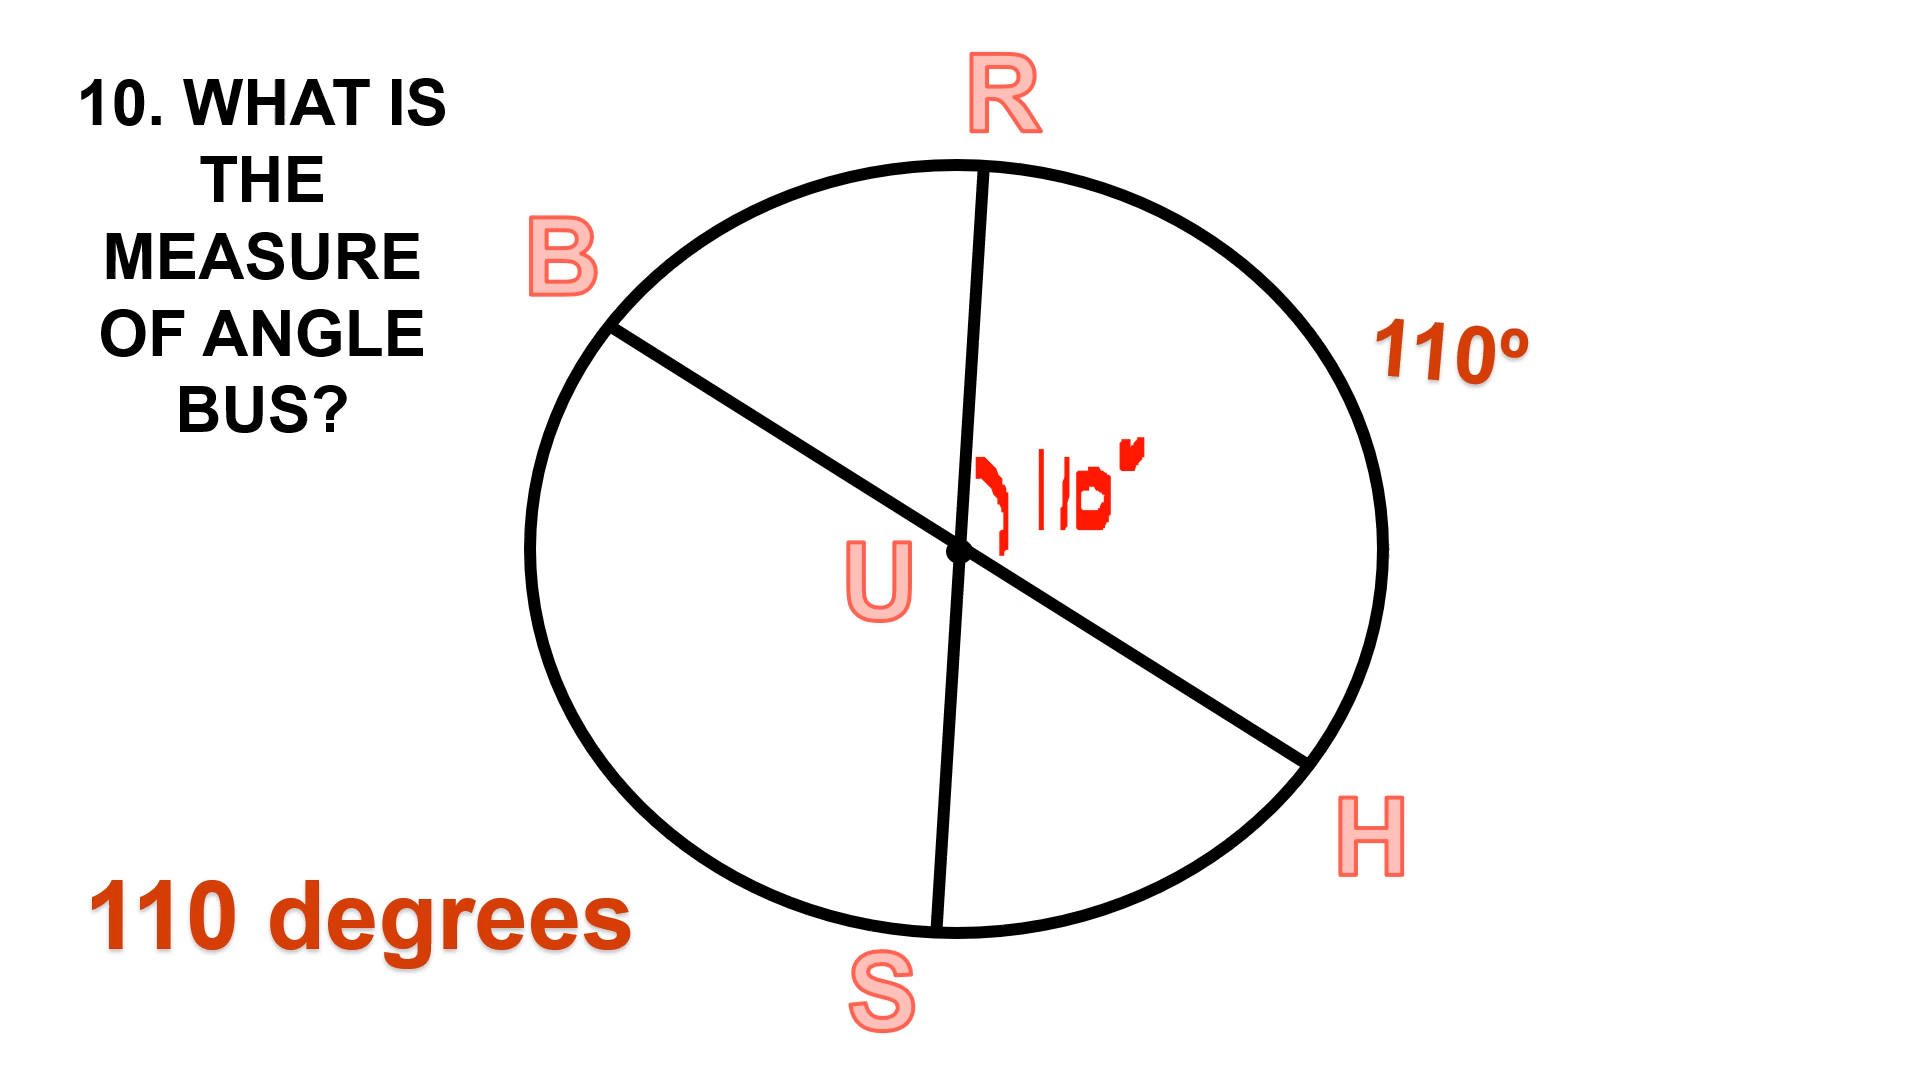 10. WHAT IS
THE
MEASURE
OF ANGLE
BUS?
R
B
110º
110°
U
H
110 degrees
S